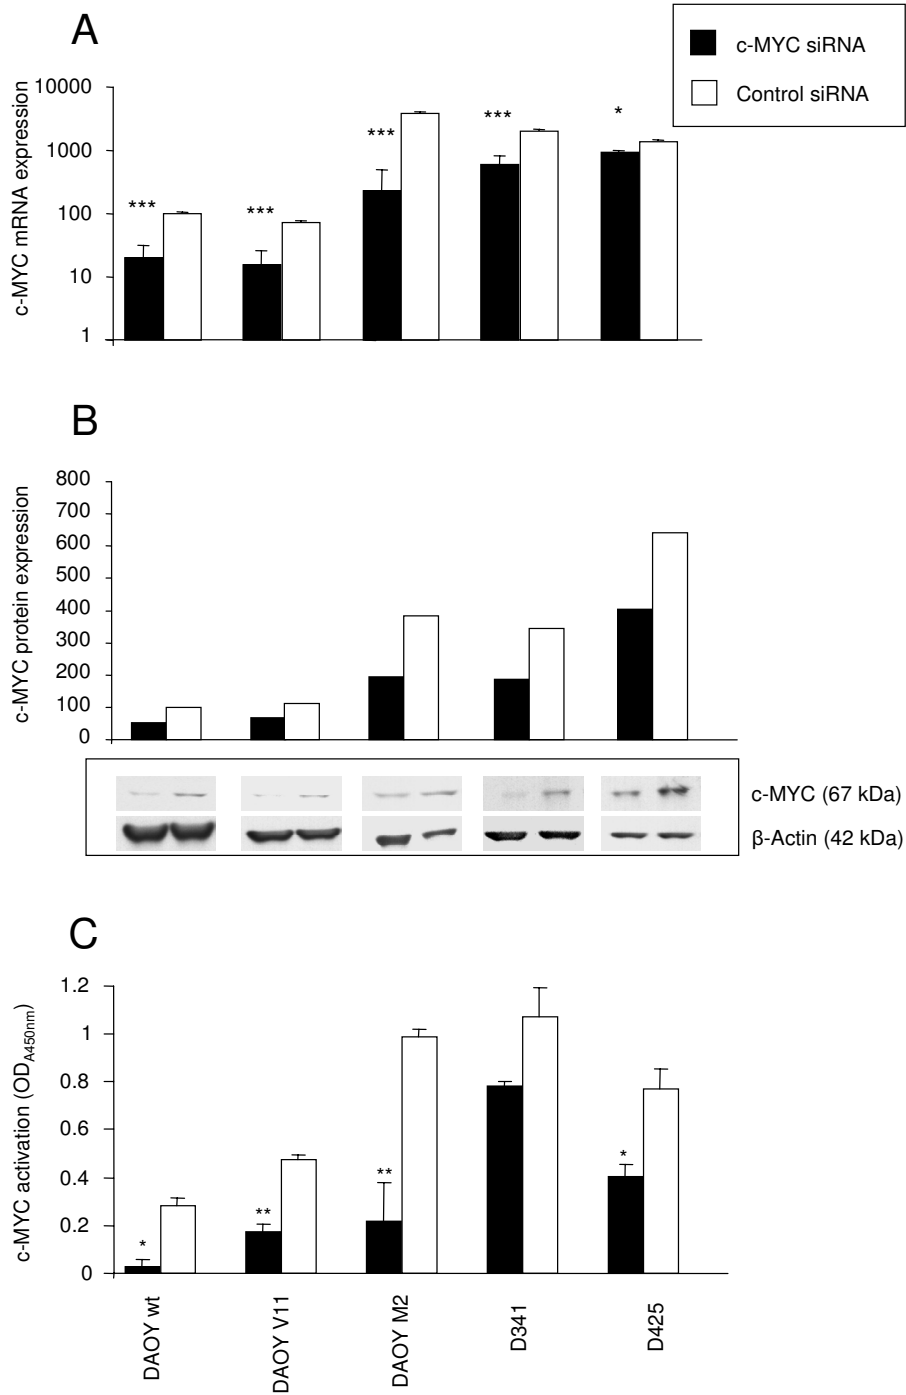 A
c-MYC siRNA
Control siRNA
c-MYC mRNA expression
10000
1000
100
10
1
***
***
***
***
*
B
c-MYC protein expression
800
700
600
500
400
300
200
100
0
c-MYC (67 kDa)
β-Actin (42 kDa)
C
c-MYC activation (OD_A450nm)
1.2
1
0.8
0.6
0.4
0.2
0
*
**
**
*
DAOY wt
DAOY V11
DAOY M2
D341
D425